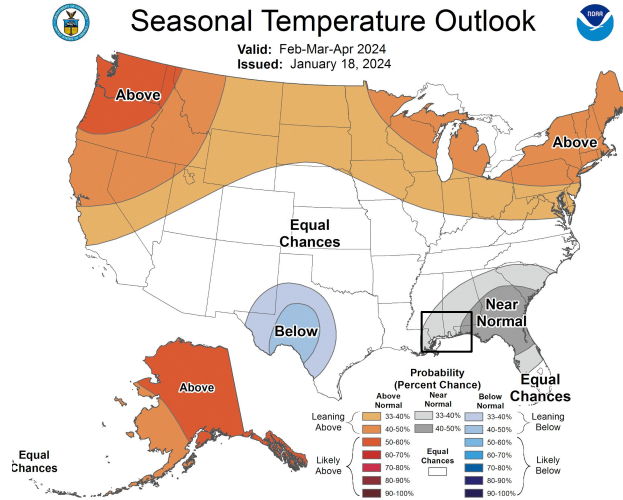 Seasonal Temperature Outlook
NOAA
Valid: Feb-Mar-Apr 2024
Issued: January 18, 2024
Above
Above
Equal
Chances
Near
Normal
Below
Above
Equal
Chances
Equal
Chances
Probability
(Percent Chance)
Above
Normal
Near
Normal
Below
Normal
Leaning
Above
33-40%
40-50%
33-40%
40-50%
33-40%
40-50%
Leaning
Below
Likely
Above
50-60%
60-70%
70-80%
80-90%
90-100%
Equal
Chances
50-60%
60-70%
70-80%
80-90%
90-100%
Likely
Below